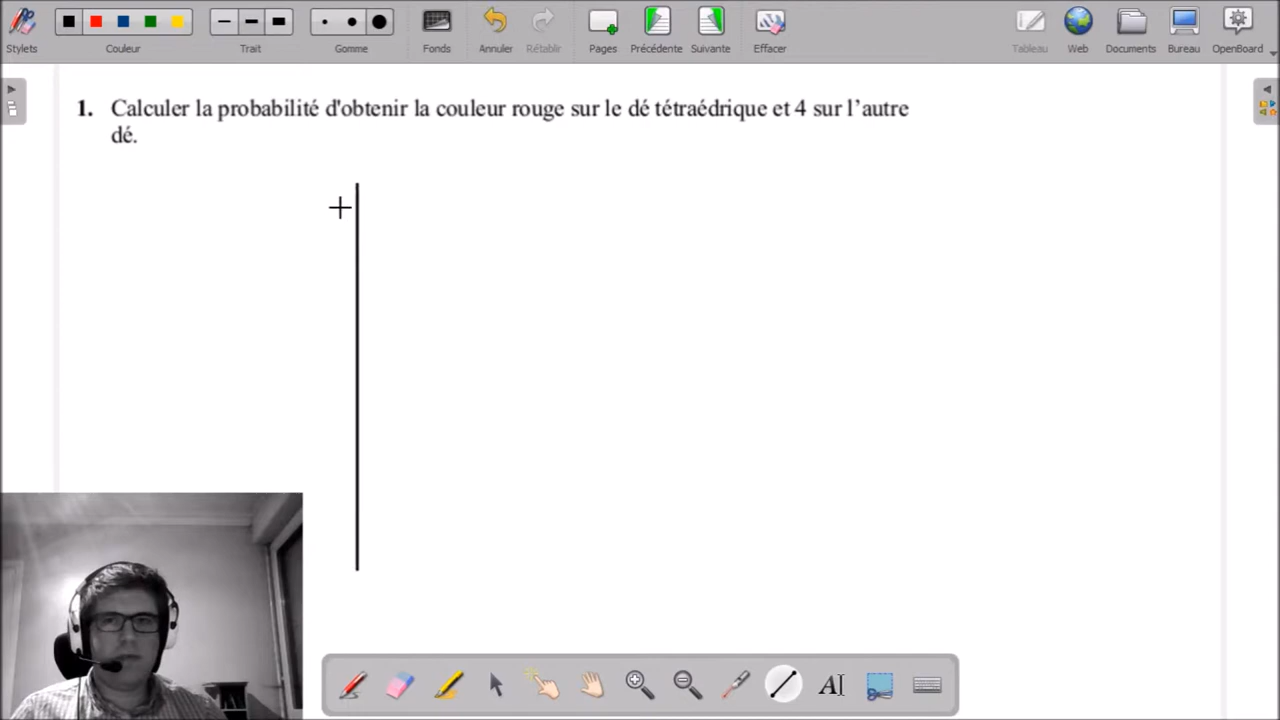 Stylets
Couleur
Trait
Gomme
Fonds
Annuler
Rétablir
Pages
Précédente
Suivante
Effacer
Tableau
Web
Documents
Bureau
OpenBoard
1. Calculer la probabilité d'obtenir la couleur rouge sur le dé tétraédrique et 4 sur l’autre
dé.
AI